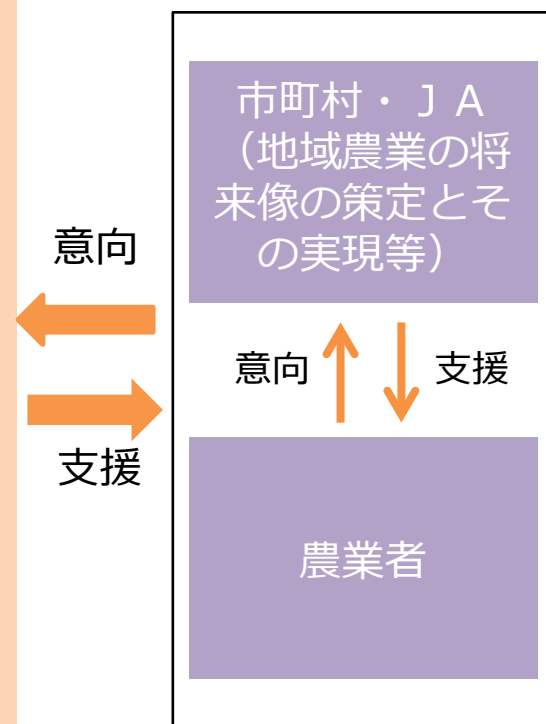 市町村・ＪＡ
（地域農業の将
来像の策定とそ
の実現等）
意向
支援
意向
支援
農業者